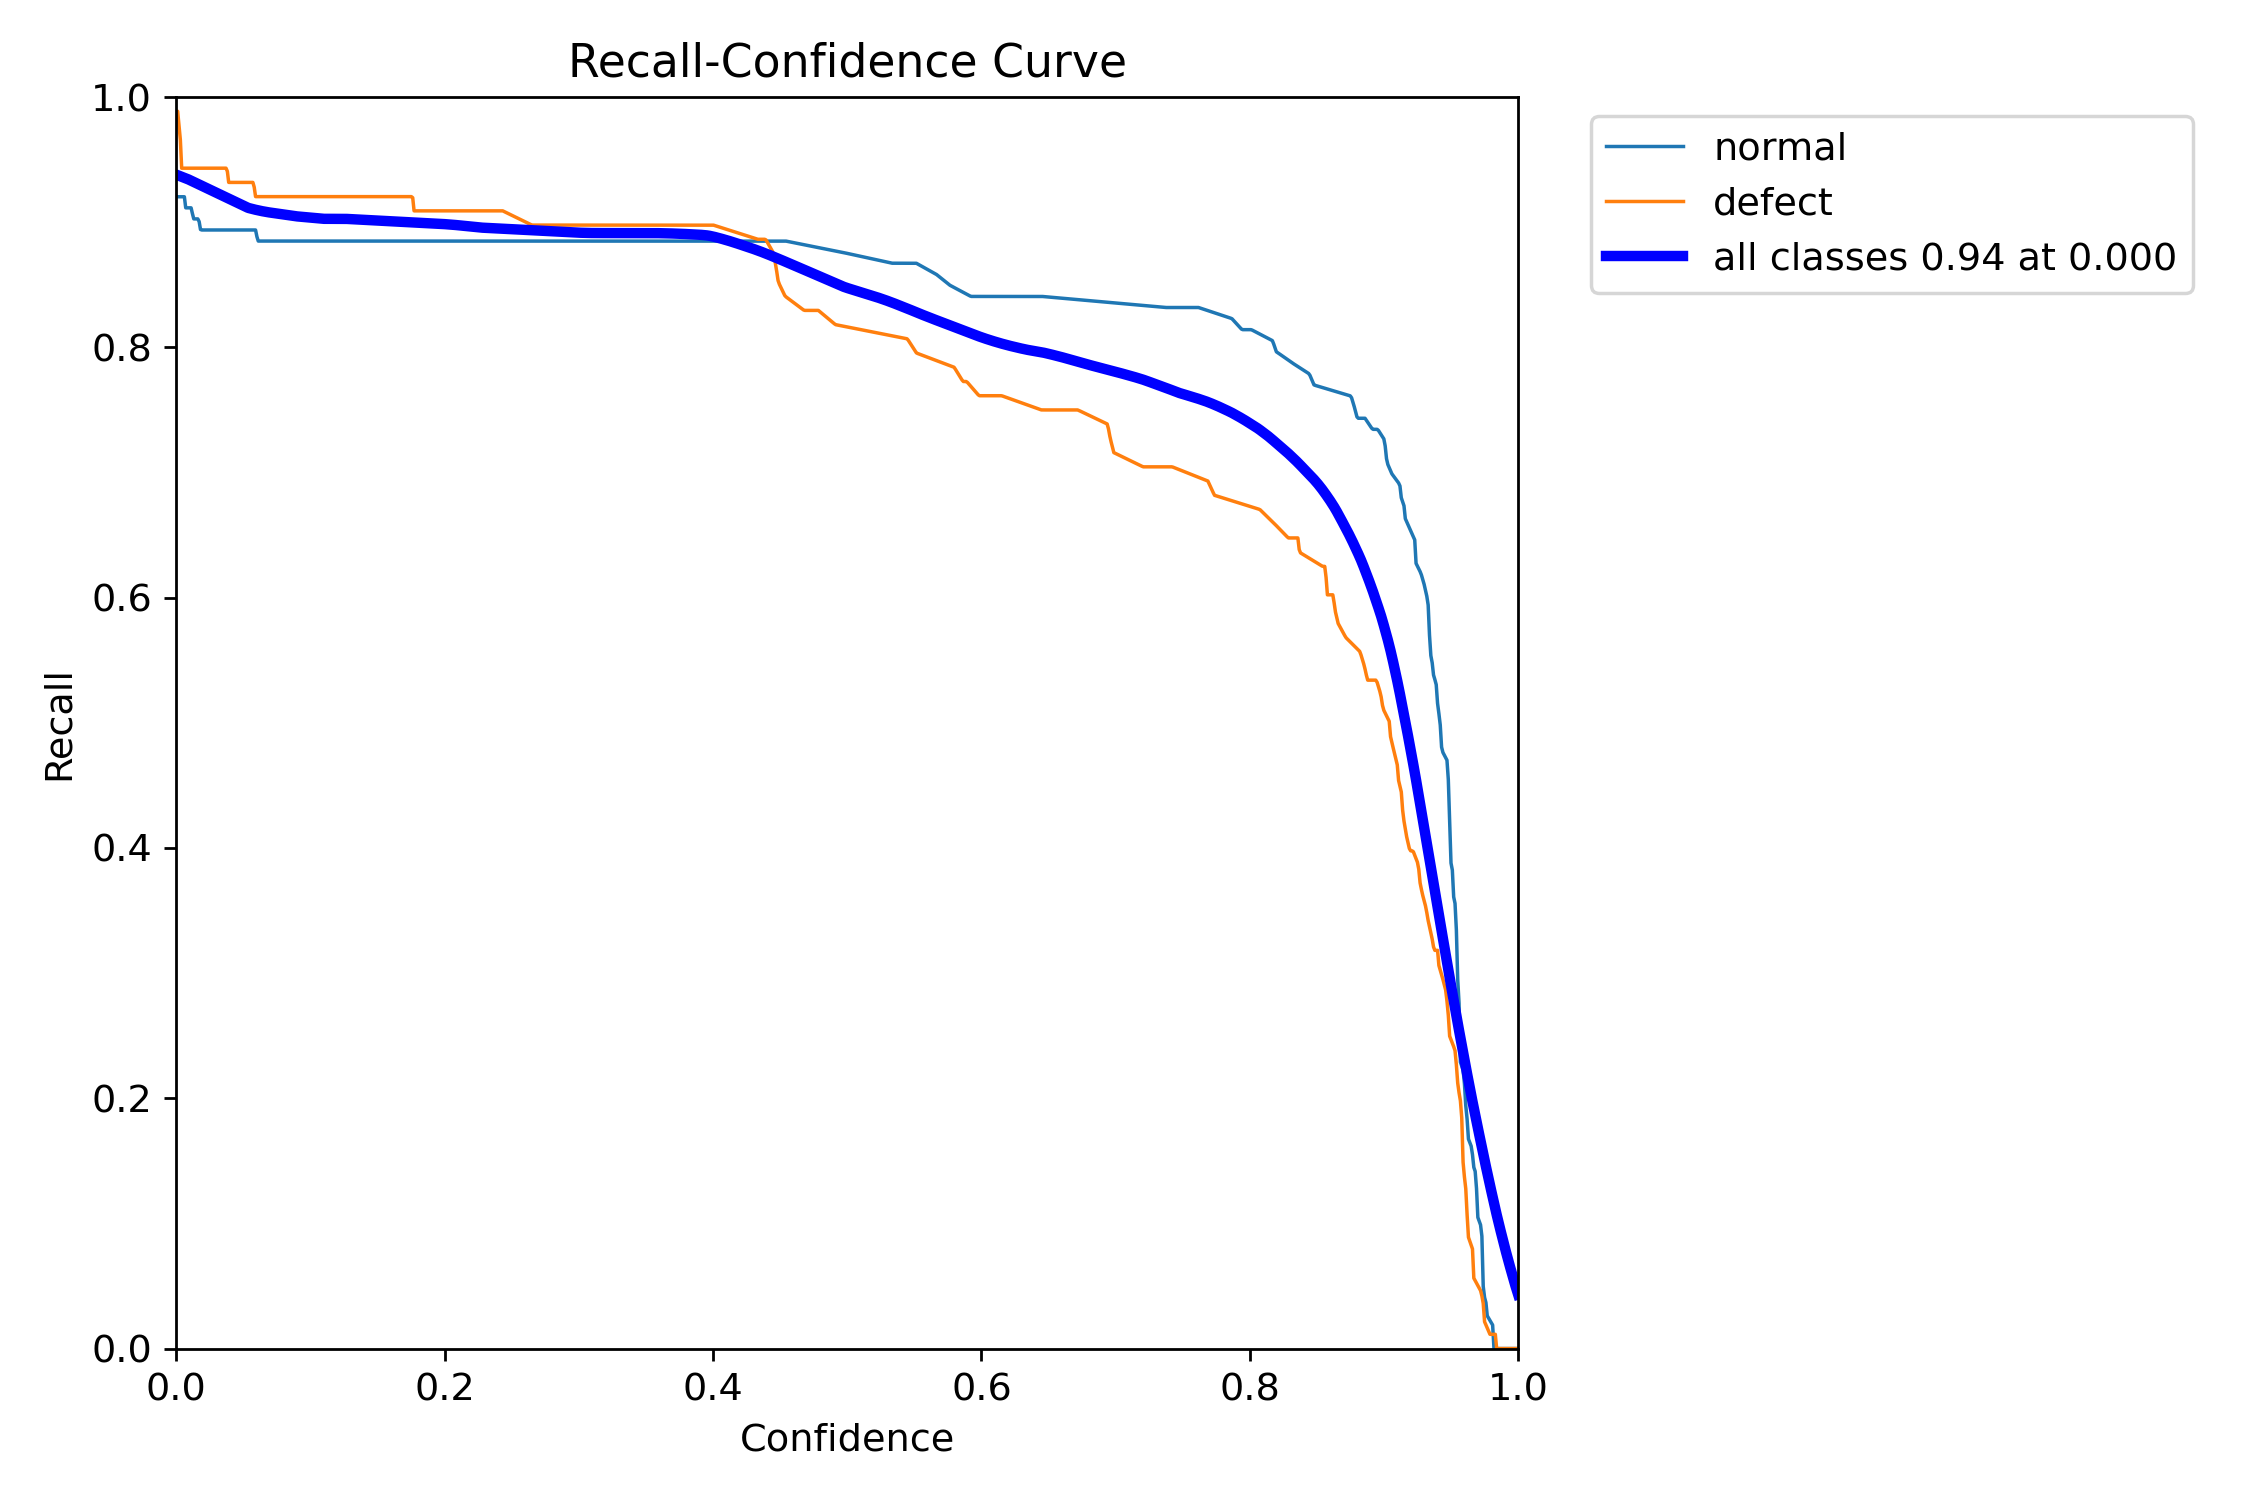 Recall-Confidence Curve
1.0
0.8
0.6
0.4
0.2
0.0
Recall
0.0 0.2 0.4 0.6 0.8 1.0
Confidence
normal
defect
all classes 0.94 at 0.000